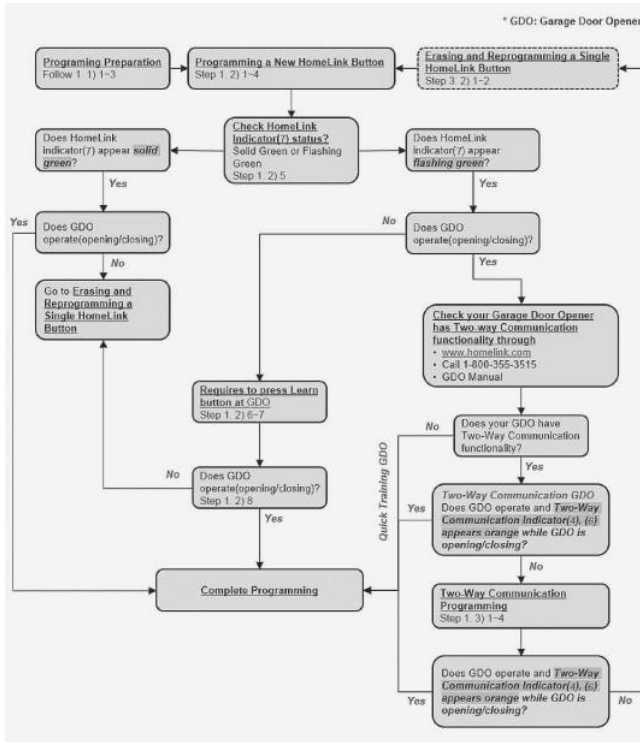 * GDO: Garage Door Opener
Programing Preparation
Follow 1. 1) 1~3
Programming a New HomeLink Button
Step 1. 2) 1~4
Erasing and Reprogramming a Single
HomeLink Button
Step 3. 2) 1~2
Does HomeLink
indicator(7) appear solid
green?
Check HomeLink
Indicator(7) status?
Solid Green or Flashing
Green
Step 1. 2) 5
Does HomeLink
indicator(7) appear
flashing green?
Yes
Yes
Yes
Does GDO
operate(opening/closing)?
No
Does GDO
operate(opening/closing)?
No
Yes
Go to Erasing and
Reprogramming a
Single HomeLink
Button
Check your Garage Door Opener
has Two-way Communication
functionality through
• www.homelink.com
• Call 1-800-355-3515
• GDO Manual
Requires to press Learn
button at GDO
Step 1. 2) 6~7
No
Does your GDO have
Two-Way Communication
functionality?
Yes
Quick Training GDO
No
Does GDO
operate(opening/closing)?
Step 1. 2) 8
Yes
Yes
Two-Way Communication GDO
Does GDO operate and Two-Way
Communication Indicator(4), (6)
appears orange while GDO is
opening/closing?
No
Complete Programming
Two-Way Communication
Programming
Step 1. 3) 1~4
Yes
Does GDO operate and Two-Way
Communication Indicator(4), (6)
appears orange while GDO is
opening/closing?
No